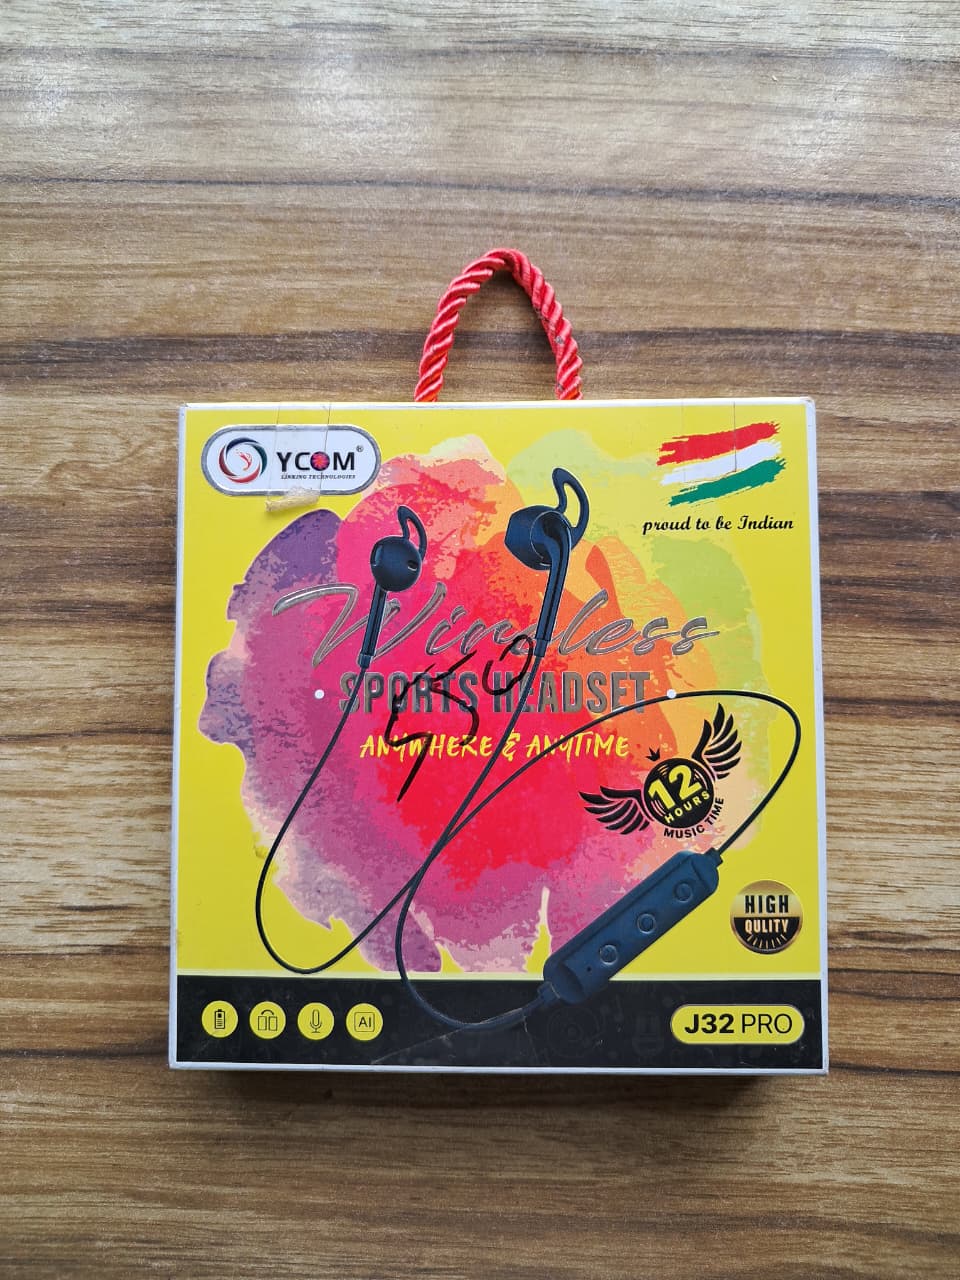 YCOM®
LINKING TECHNOLOGIES
proud to be Indian
Wireless
SPORTS HEADSET
ANYWHERE & ANYTIME
12
HOURS
MUSIC TIME
HIGH
QULITY
AI
J32 PRO